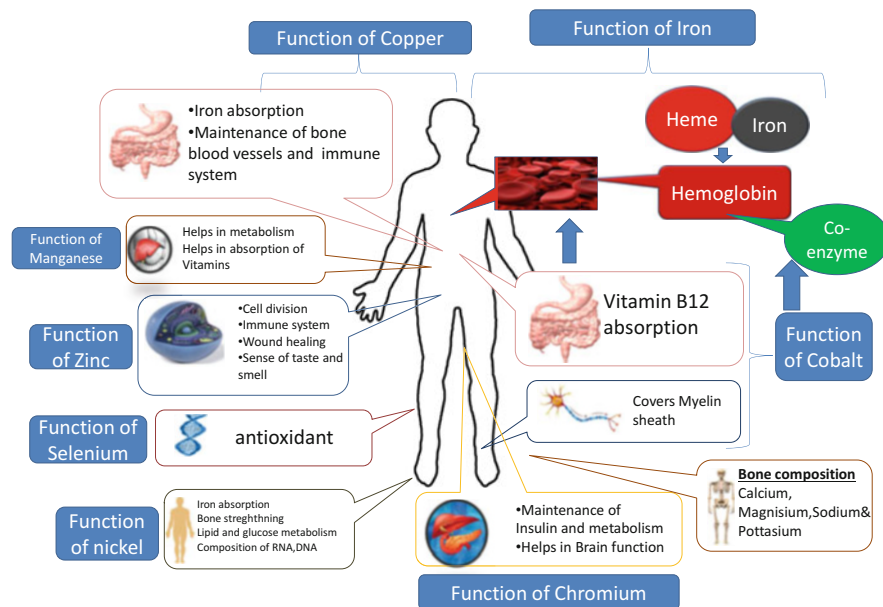 Function of Copper
Function of Iron
•Iron absorption
•Maintenance of bone
blood vessels and immune
system
Heme
Iron
Hemoglobin
Co-
enzyme
Function of
Manganese
Helps in metabolism
Helps in absorption of
Vitamins
Function
of Zinc
•Cell division
•Immune system
•Wound healing
•Sense of taste and
smell
Vitamin B12
absorption
Function
of Cobalt
Function of
Selenium
antioxidant
Covers Myelin
sheath
Function
of nickel
Iron absorption
Bone streghthning
Lipid and glucose metabolism
Composition of RNA,DNA
•Maintenance of
Insulin and metabolism
•Helps in Brain function
Bone composition
Calcium,
Magnisium,Sodium&
Pottasium
Function of Chromium